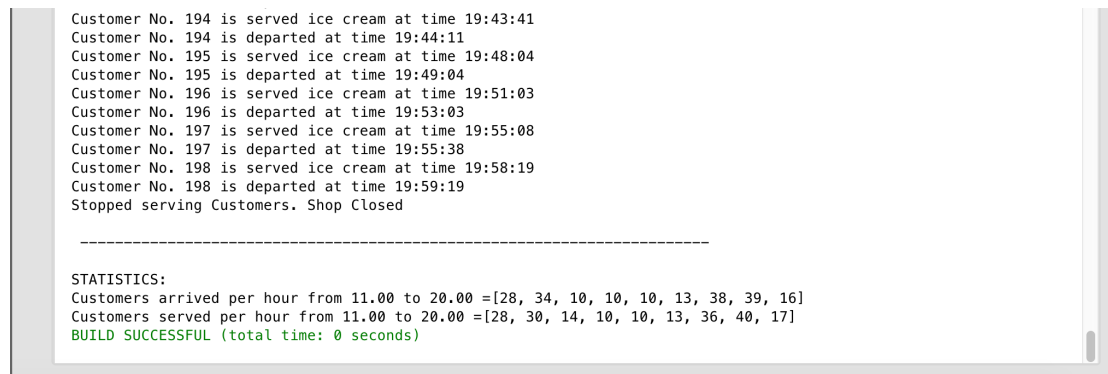 Customer No. 194 is served ice cream at time 19:43:41
Customer No. 194 is departed at time 19:44:11
Customer No. 195 is served ice cream at time 19:48:04
Customer No. 195 is departed at time 19:49:04
Customer No. 196 is served ice cream at time 19:51:03
Customer No. 196 is departed at time 19:53:03
Customer No. 197 is served ice cream at time 19:55:08
Customer No. 197 is departed at time 19:55:38
Customer No. 198 is served ice cream at time 19:58:19
Customer No. 198 is departed at time 19:59:19
Stopped serving Customers. Shop Closed
------------------------------------------------------------------------
STATISTICS:
Customers arrived per hour from 11.00 to 20.00 =[28, 34, 10, 10, 10, 13, 38, 39, 16]
Customers served per hour from 11.00 to 20.00 =[28, 30, 14, 10, 10, 13, 36, 40, 17]
BUILD SUCCESSFUL (total time: 0 seconds)